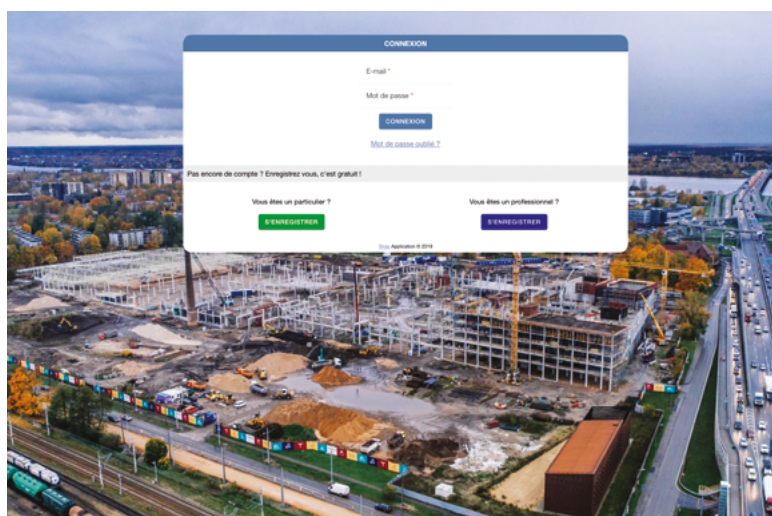 CONNEXION
E-mail *
Mot de passe *
CONNEXION
Mot de passe oublié ?
Pas encore de compte ? Enregistrez vous, c'est gratuit !
Vous êtes un particulier ?
Vous êtes un professionnel ?
S'ENREGISTRER
S'ENREGISTRER
Application © 2019